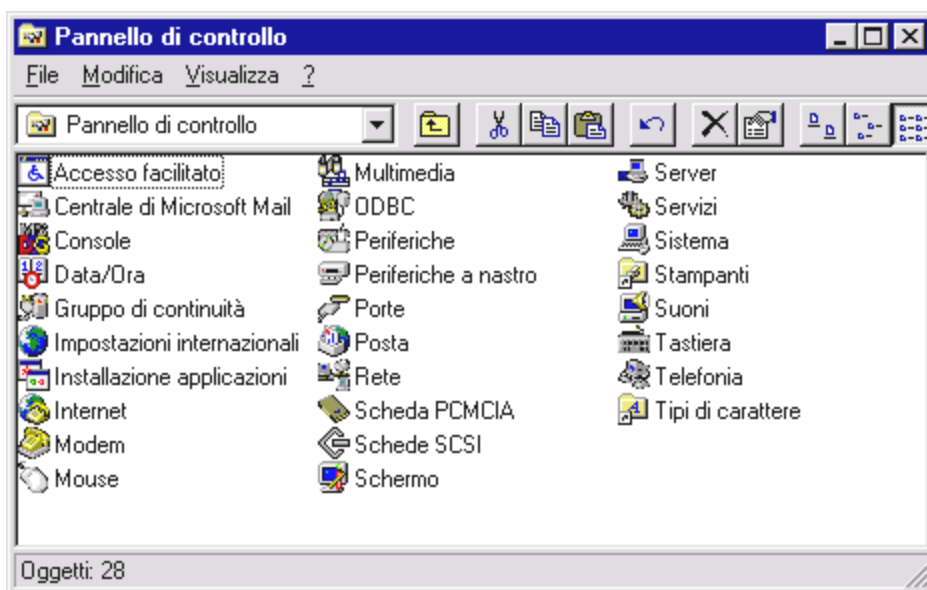 Pannello di controllo
File Modifica Visualizza ?
Pannello di controllo
Accesso facilitato
Centrale di Microsoft Mail
Console
Data/Ora
Gruppo di continuità
Impostazioni internazionali
Installazione applicazioni
Internet
Modem
Mouse
Multimedia
ODBC
Periferiche
Periferiche a nastro
Porte
Posta
Rete
Scheda PCMCIA
Schede SCSI
Schermo
Server
Servizi
Sistema
Stampanti
Suoni
Tastiera
Telefonia
Tipi di carattere
Oggetti: 28